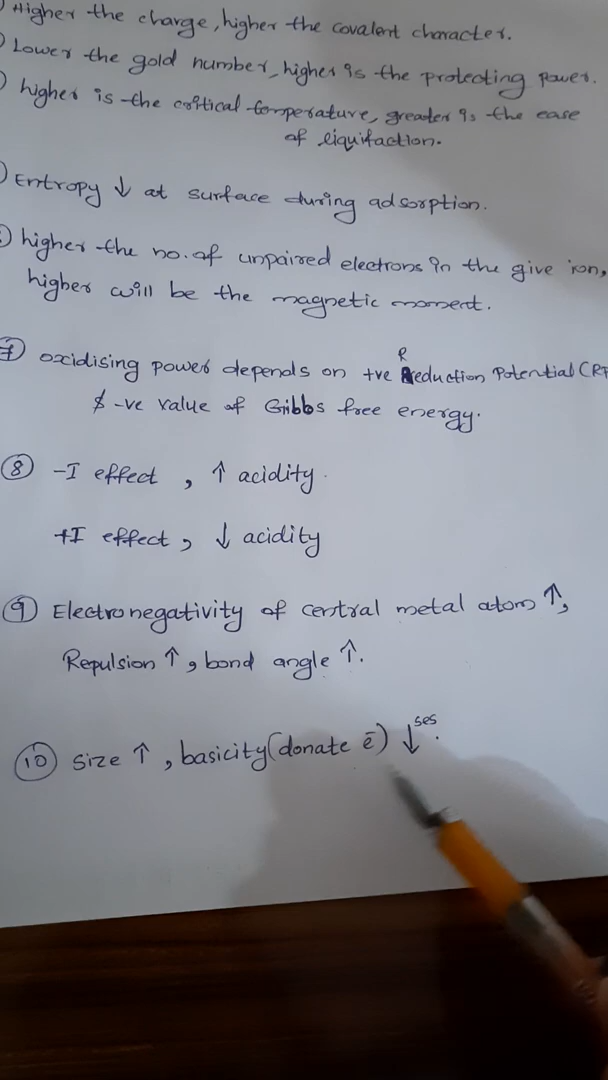 Higher the charge, higher the covalent character.
Lower the gold number, higher is the protecting power.
higher is the critical temperature, greater is the ease
of liquifaction.
Entropy ↓ at surface during adsorption.
higher the no. of unpaired electrons in the give ion,
higher will be the magnetic moment.
⑦ oxidising power depends on +ve Reduction Potential (RP
$ -ve value of Gibbs free energy.
⑧ -I effect, ↑ acidity.
+I effect, ↓ acidity
⑨ Electronegativity of central metal atom ↑,
Repulsion ↑, bond angle ↑.
⑩ size ↑, basicity (donate ē) ↓ses.